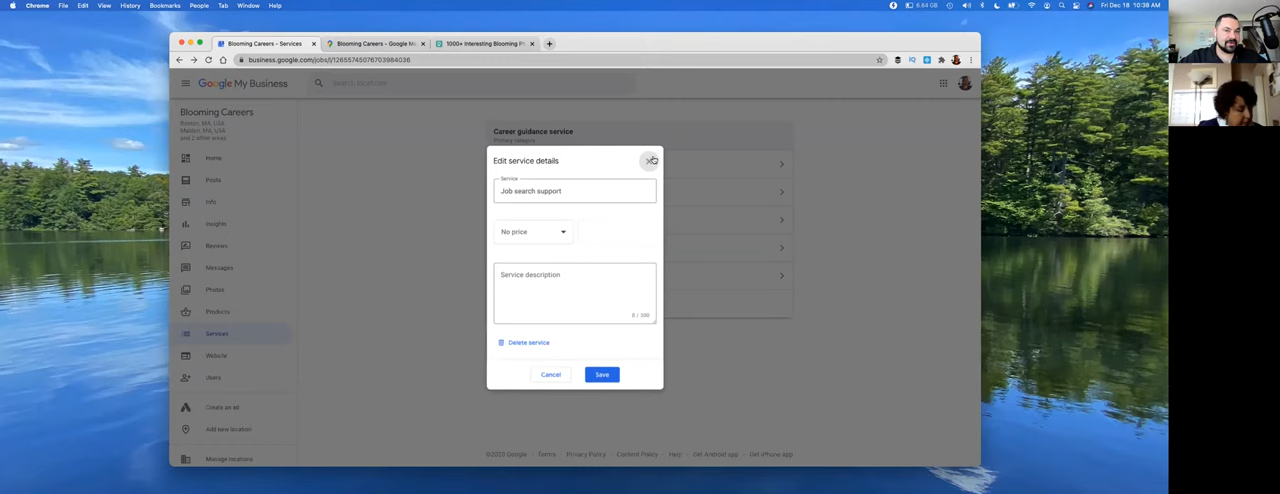 Chrome File Edit View History Bookmarks People Tab Window Help
6.64 GB Fri Dec 18 10:38 AM
Blooming Careers - Services
Blooming Careers - Google M
1000+ Interesting Blooming P
business.google.com/jobs/l/12655745076703984036
Google My Business
Search locations
Blooming Careers
Boston, MA, USA
Malden, MA, USA
and 2 other areas
Home
Posts
Info
Insights
Reviews
Messages
Photos
Products
Services
Website
Users
Create an ad
Add new location
Manage locations
Career guidance service
Primary category
Edit service details
Service
Job search support
No price
Service description
0 / 300
Delete service
Cancel
Save
©2020 Google Terms Privacy Policy Content Policy Help Get Android app Get iPhone app